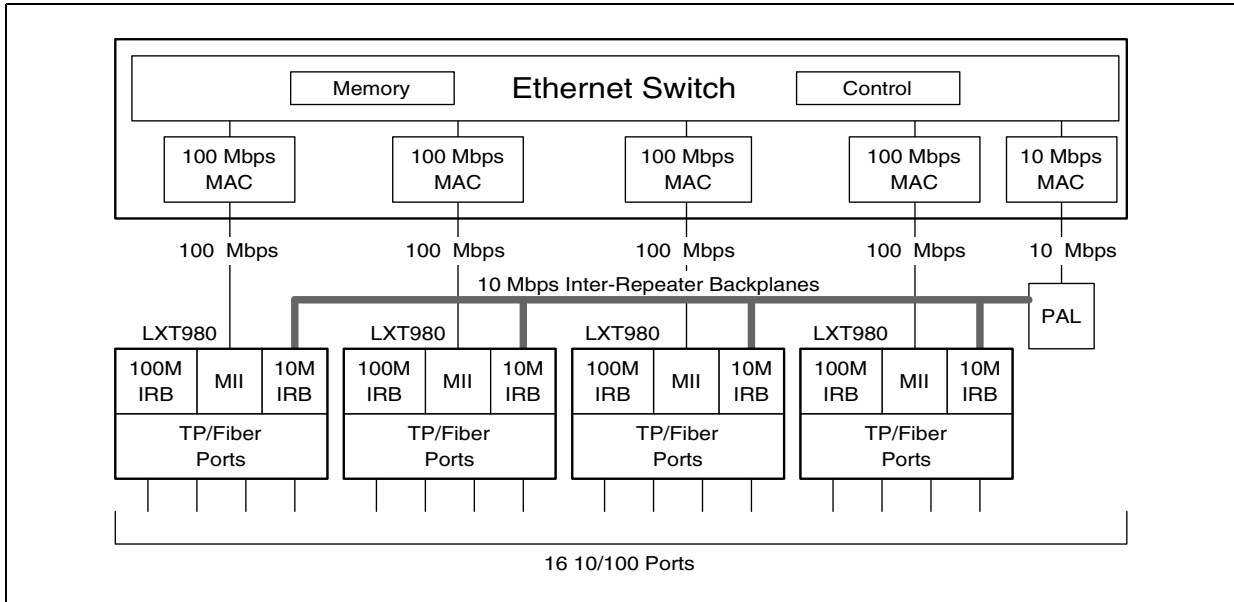 Memory
Ethernet Switch
Control
100 Mbps
MAC
100 Mbps
MAC
100 Mbps
MAC
100 Mbps
MAC
10 Mbps
MAC
100 Mbps
100 Mbps
100 Mbps
100 Mbps
10 Mbps
10 Mbps Inter-Repeater Backplanes
PAL
LXT980
100M
IRB
MII
10M
IRB
TP/Fiber
Ports
LXT980
100M
IRB
MII
10M
IRB
TP/Fiber
Ports
LXT980
100M
IRB
MII
10M
IRB
TP/Fiber
Ports
LXT980
100M
IRB
MII
10M
IRB
TP/Fiber
Ports
16 10/100 Ports